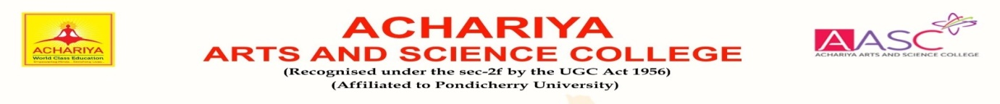 ACHARIYA
World Class Education
ACHARIYA
ARTS AND SCIENCE COLLEGE
(Recognised under the sec-2f by the UGC Act 1956)
(Affiliated to Pondicherry University)
AASC
ACHARIYA ARTS AND SCIENCE COLLEGE